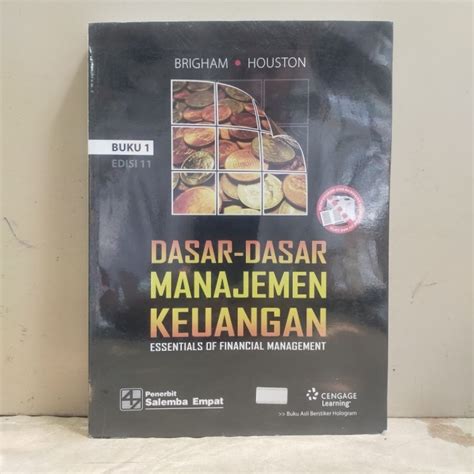 BRIGHAM • HOUSTON
BUKU 1
EDISI 11
DASAR-DASAR
MANAJEMEN
KEUANGAN
ESSENTIALS OF FINANCIAL MANAGEMENT
Penerbit
Salemba Empat
CENGAGE
Learning™
>> Buku Asli Berstiker Hologram